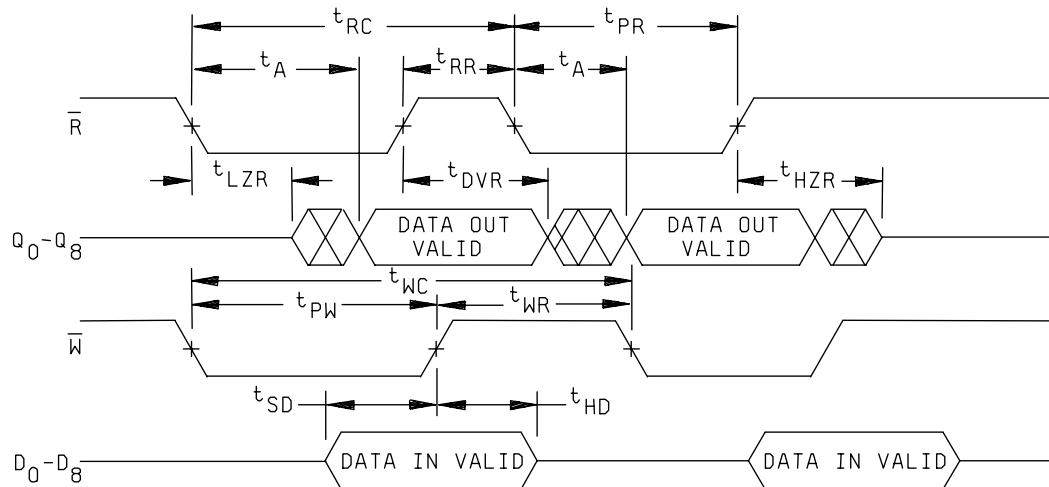 tRC tPR
tA tRR tA
R̅
tLZR tDVR tHZR
Q0-Q8 DATA OUT VALID DATA OUT VALID
tWC
tPW tWR
W̅
tSD tHD
D0-D8 DATA IN VALID DATA IN VALID